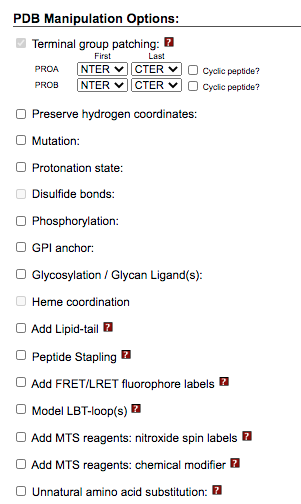 PDB Manipulation Options:
Terminal group patching: ?
First Last
PROA NTER CTER Cyclic peptide?
PROB NTER CTER Cyclic peptide?
Preserve hydrogen coordinates:
Mutation:
Protonation state:
Disulfide bonds:
Phosphorylation:
GPI anchor:
Glycosylation / Glycan Ligand(s):
Heme coordination
Add Lipid-tail ?
Peptide Stapling ?
Add FRET/LRET fluorophore labels ?
Model LBT-loop(s) ?
Add MTS reagents: nitroxide spin labels ?
Add MTS reagents: chemical modifier ?
Unnatural amino acid substitution: ?